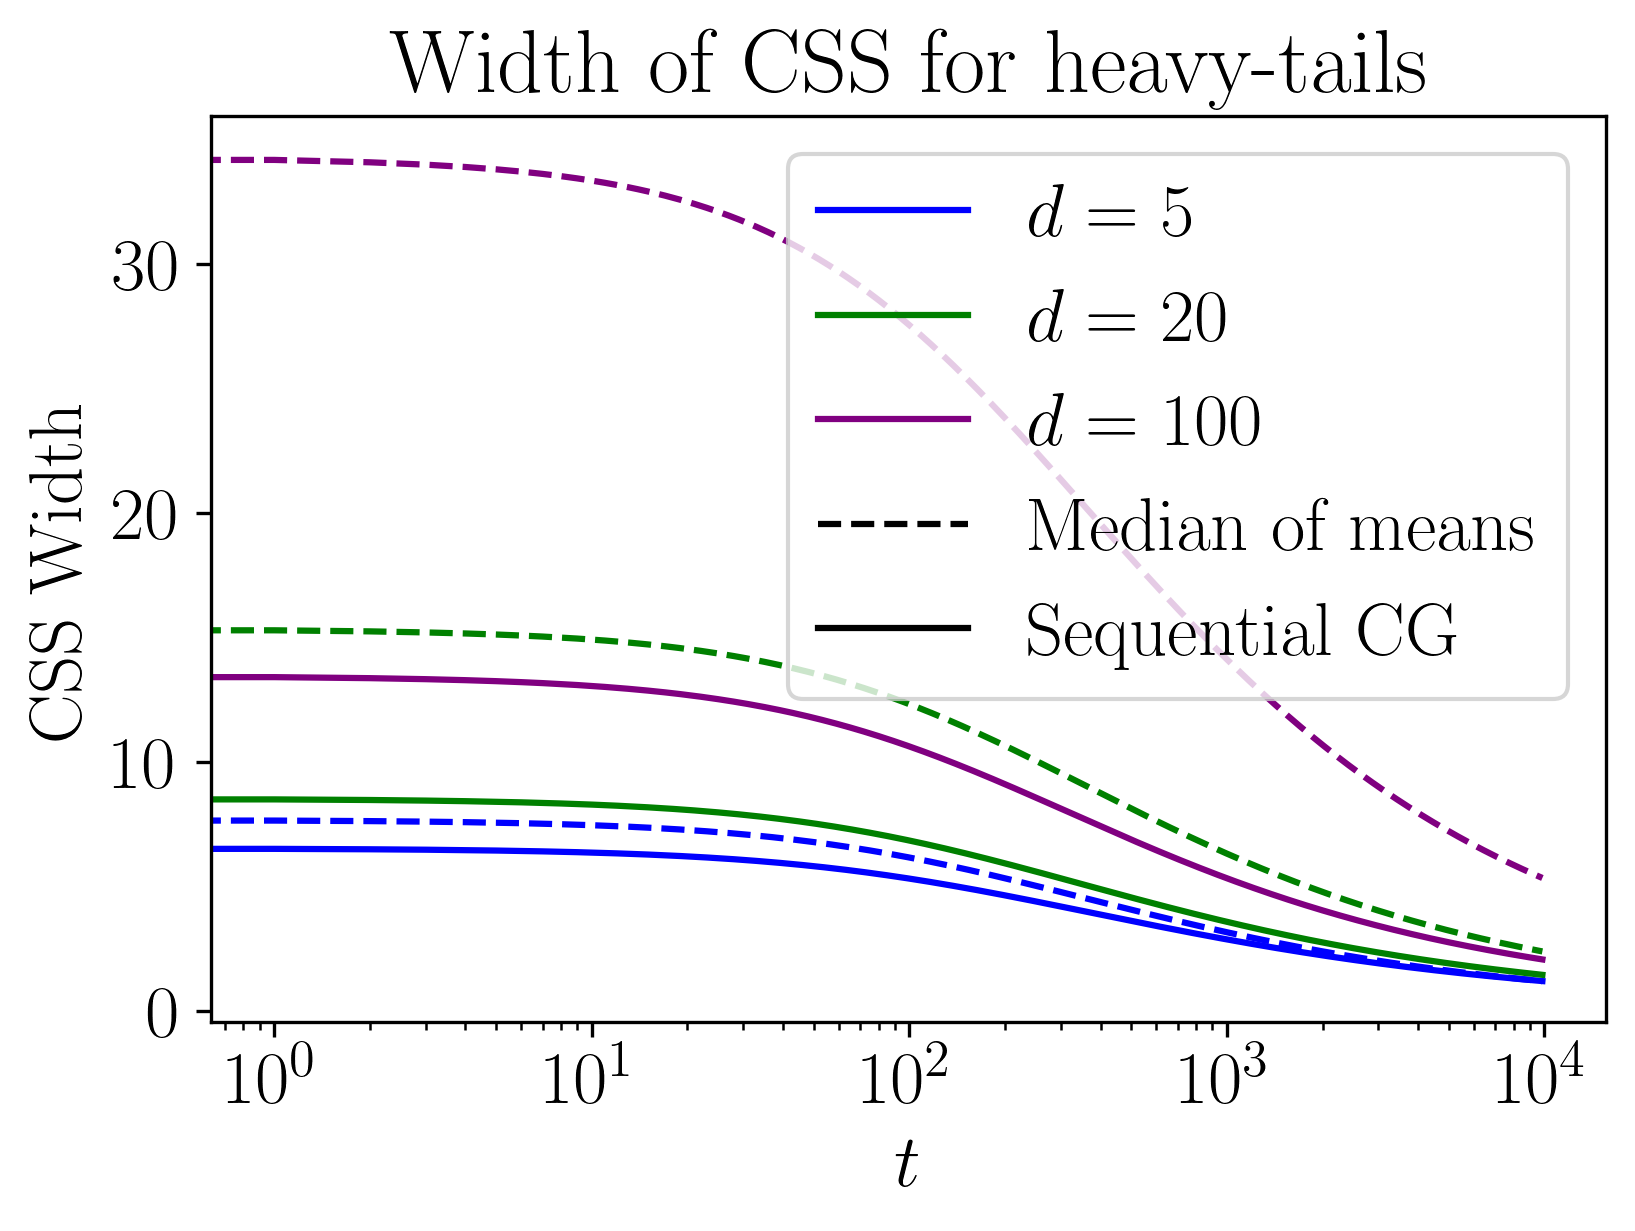 Width of CSS for heavy-tails
CSS Width
30
20
10
0
d = 5
d = 20
d = 100
Median of means
Sequential CG
10^0 10^1 10^2 10^3 10^4
t